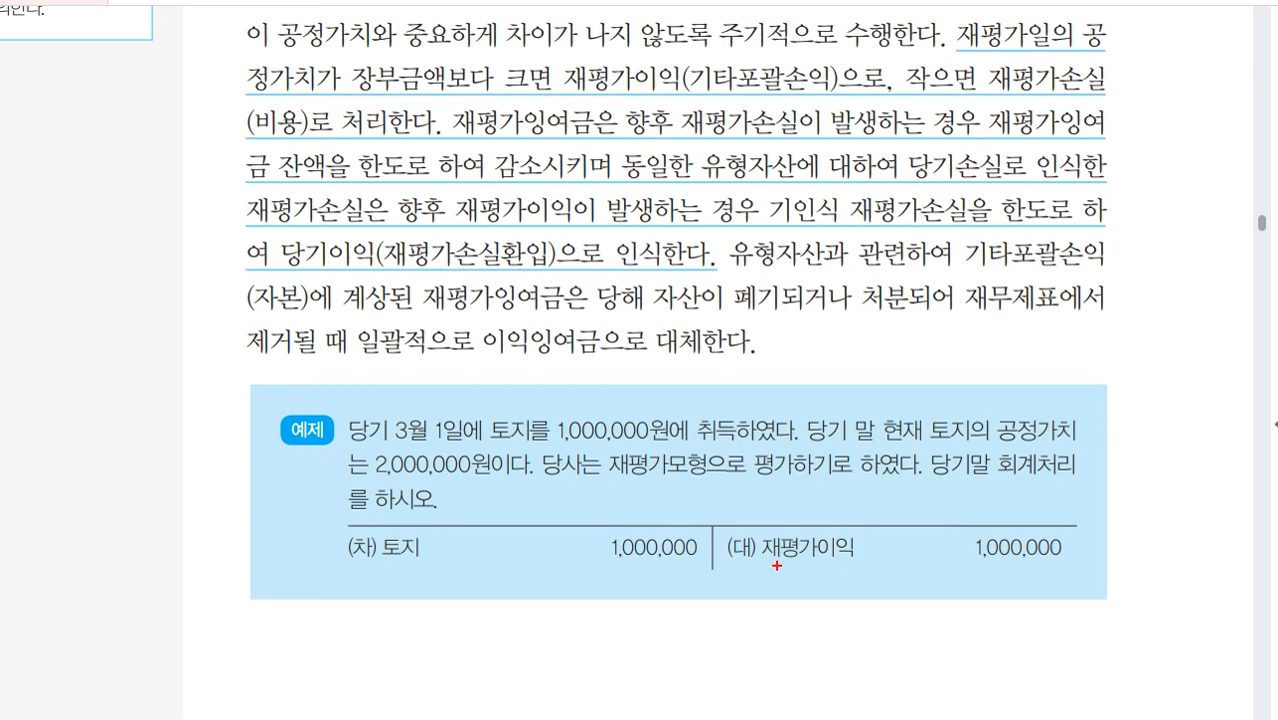 이 공정가치와 중요하게 차이가 나지 않도록 주기적으로 수행한다. 재평가일의 공
정가치가 장부금액보다 크면 재평가이익(기타포괄손익)으로, 작으면 재평가손실
(비용)로 처리한다. 재평가잉여금은 향후 재평가손실이 발생하는 경우 재평가잉여
금 잔액을 한도로 하여 감소시키며 동일한 유형자산에 대하여 당기손실로 인식한
재평가손실은 향후 재평가이익이 발생하는 경우 기인식 재평가손실을 한도로 하
여 당기이익(재평가손실환입)으로 인식한다. 유형자산과 관련하여 기타포괄손익
(자본)에 계상된 재평가잉여금은 당해 자산이 폐기되거나 처분되어 재무제표에서
제거될 때 일괄적으로 이익잉여금으로 대체한다.
예제 당기 3월 1일에 토지를 1,000,000원에 취득하였다. 당기 말 현재 토지의 공정가치
는 2,000,000원이다. 당사는 재평가모형으로 평가하기로 하였다. 당기말 회계처리
를 하시오.
(차) 토지 1,000,000 (대) 재평가이익 1,000,000